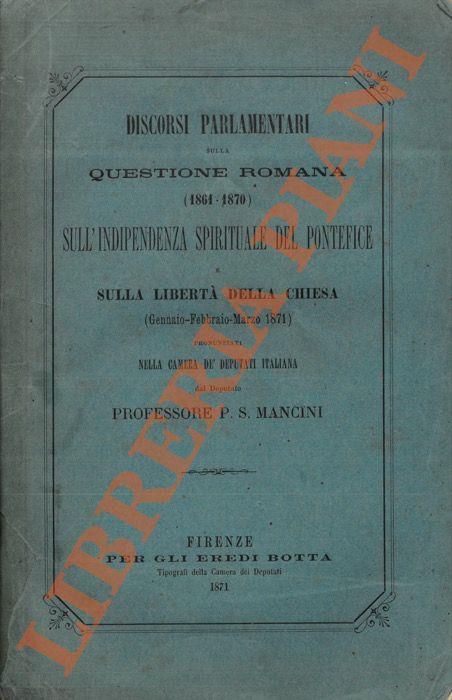 DISCORSI PARLAMENTARI
SULLA
QUESTIONE ROMANA
(1861-1870)
SULL'INDIPENDENZA SPIRITUALE DEL PONTEFICE
E
SULLA LIBERTÀ DELLA CHIESA
(Gennaio-Febbraio-Marzo 1871)
PRONUNCIATI
NELLA CAMERA DE' DEPUTATI ITALIANA
dal Deputato
PROFESSORE P. S. MANCINI
FIRENZE
PER GLI EREDI BOTTA
Tipografi della Camera dei Deputati
1871
LIBRERIA PIANI